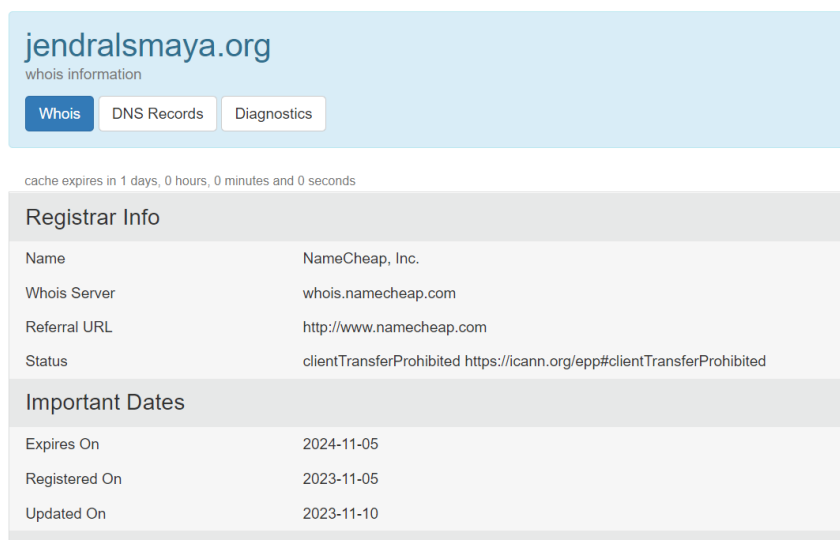 jendralsmaya.org
whois information
Whois DNS Records Diagnostics
cache expires in 1 days, 0 hours, 0 minutes and 0 seconds
Registrar Info
Name NameCheap, Inc.
Whois Server whois.namecheap.com
Referral URL http://www.namecheap.com
Status clientTransferProhibited https://icann.org/epp#clientTransferProhibited
Important Dates
Expires On 2024-11-05
Registered On 2023-11-05
Updated On 2023-11-10